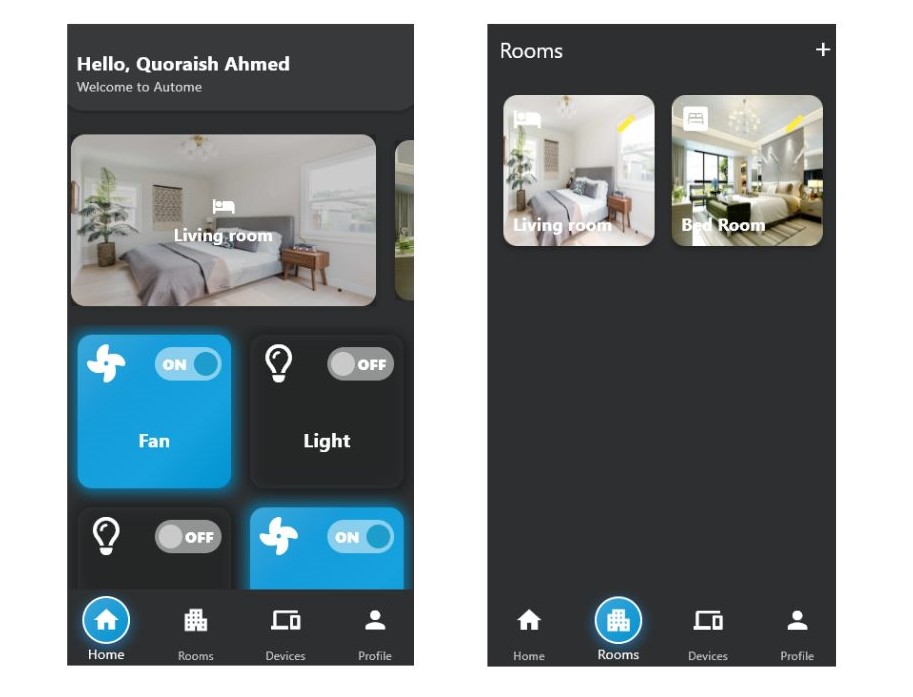 Hello, Quoraish Ahmed
Welcome to Autome
Living room
ON
OFF
Fan
Light
OFF
ON
Home
Rooms
Devices
Profile
Rooms
+
Living room
Bed Room
Home
Rooms
Devices
Profile